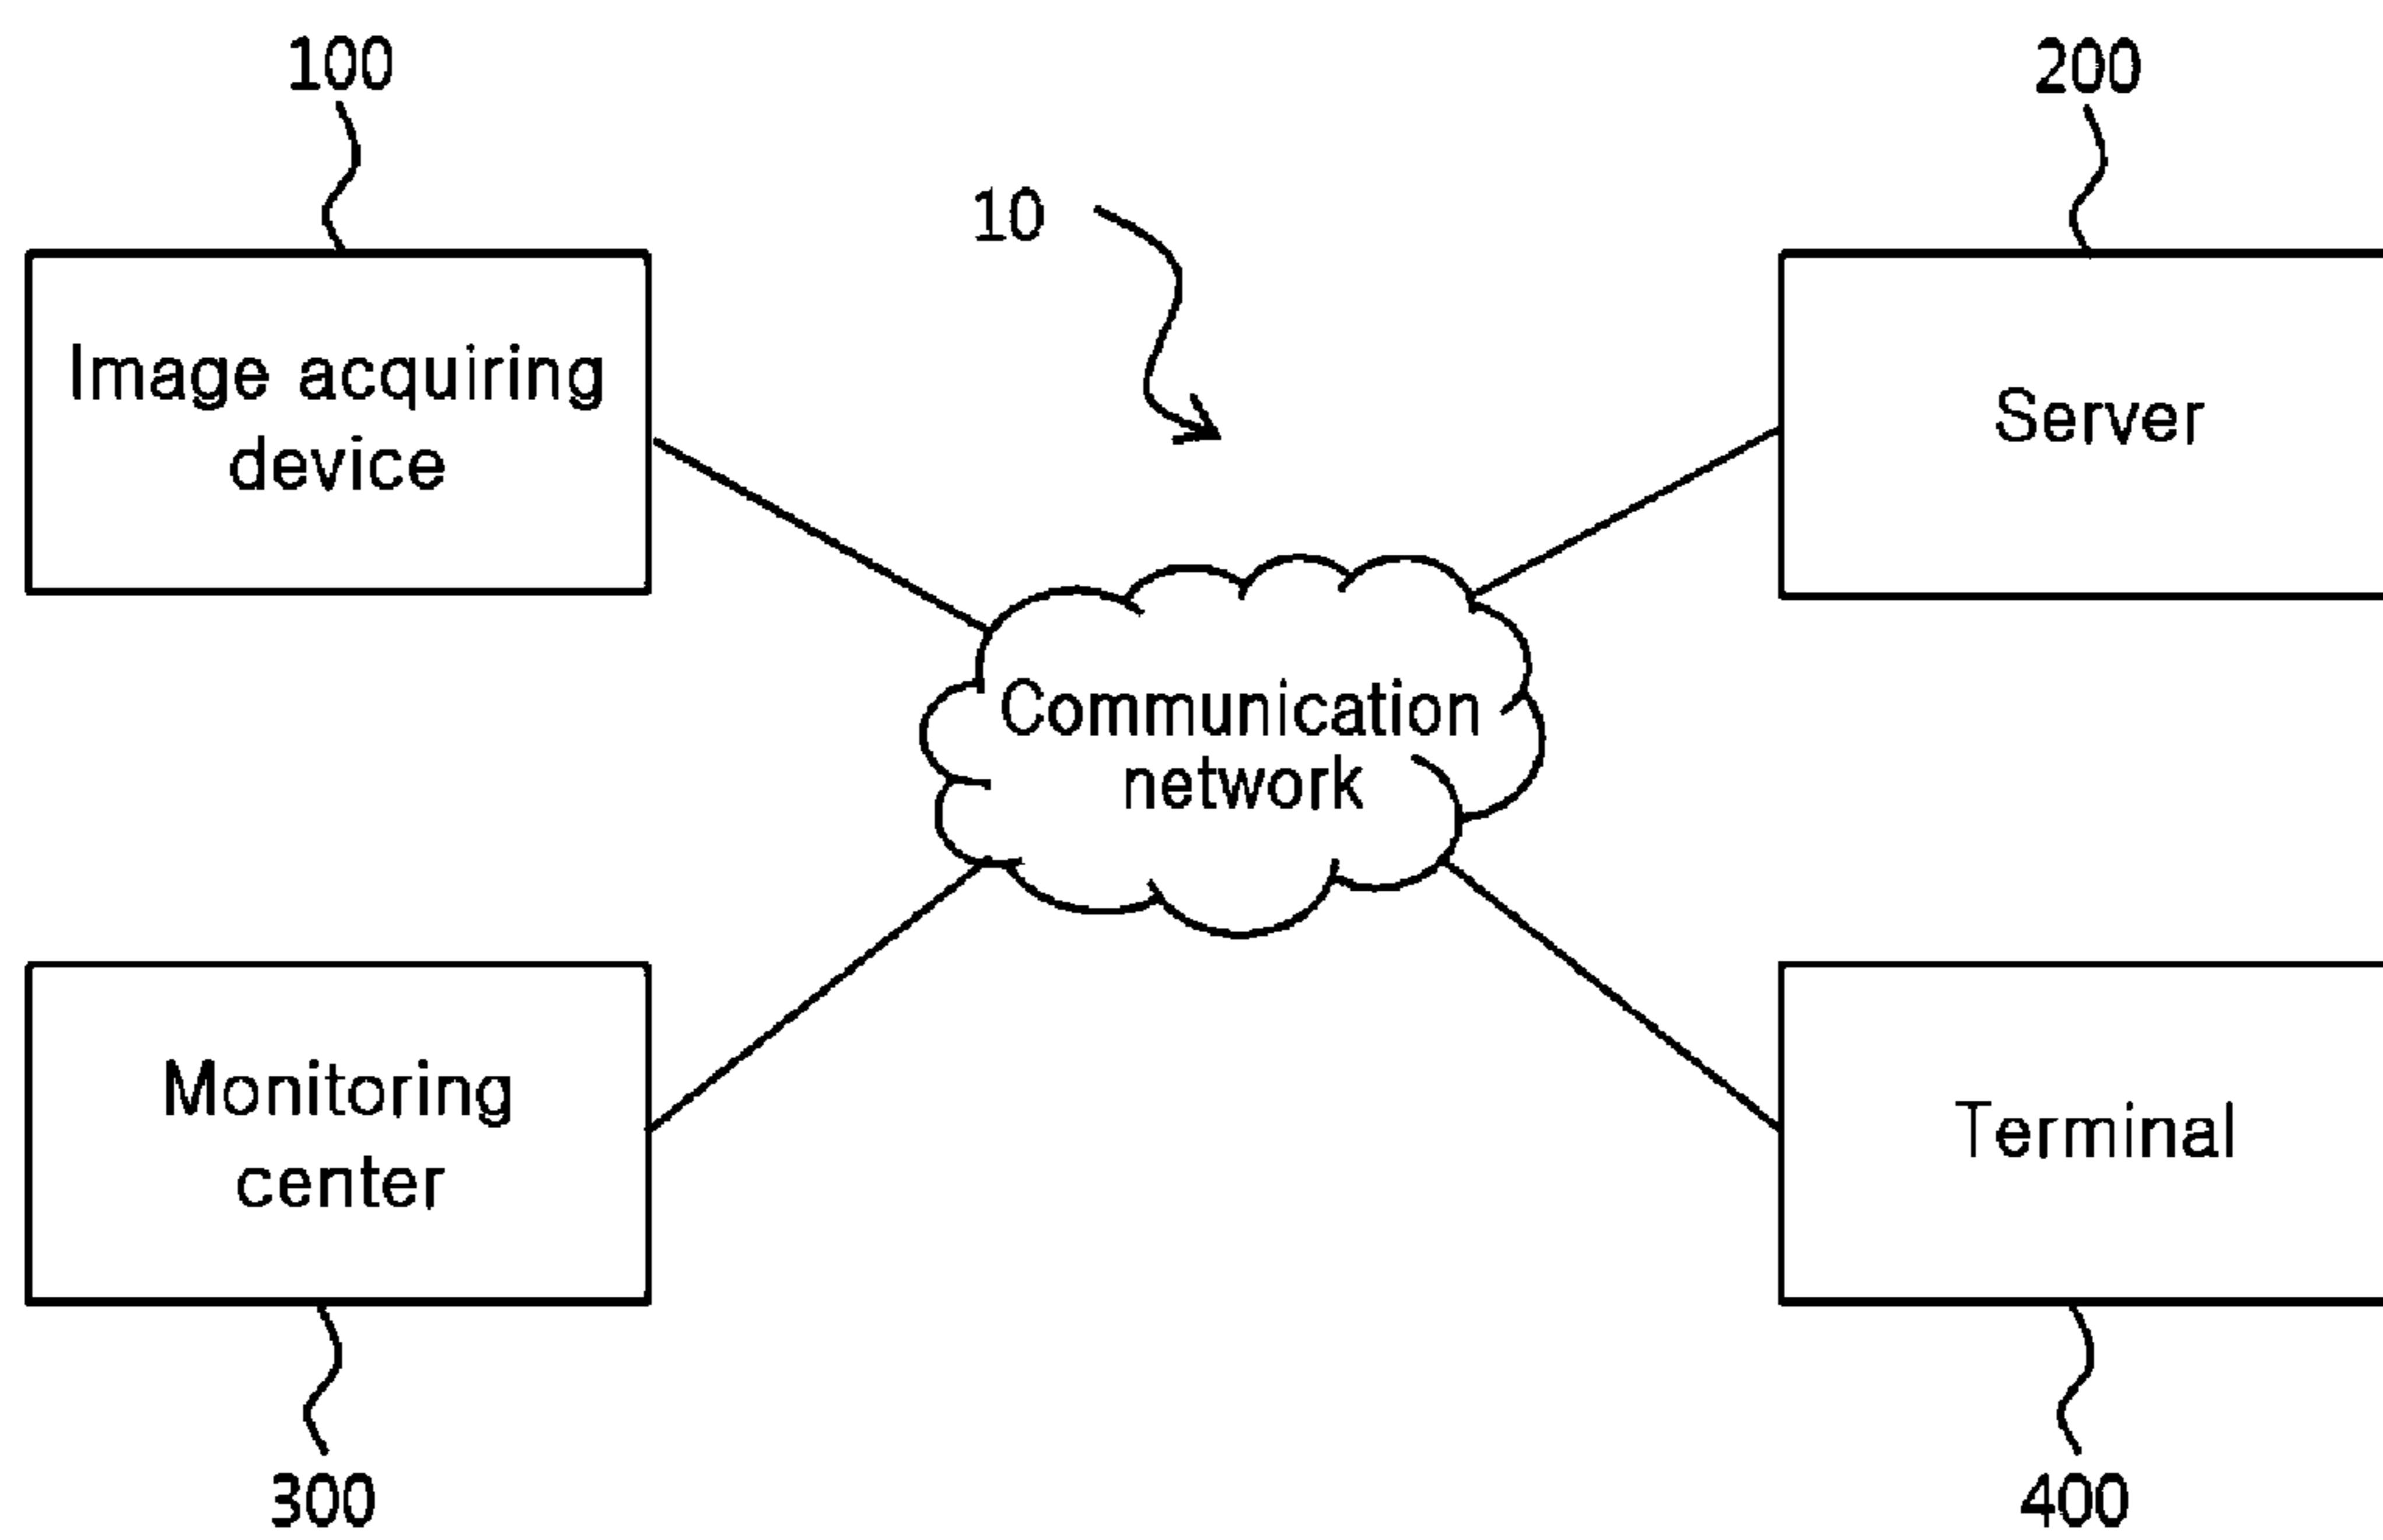 100
200
10
Image acquiring
device
Server
Communication
network
Monitoring
center
Terminal
300
400